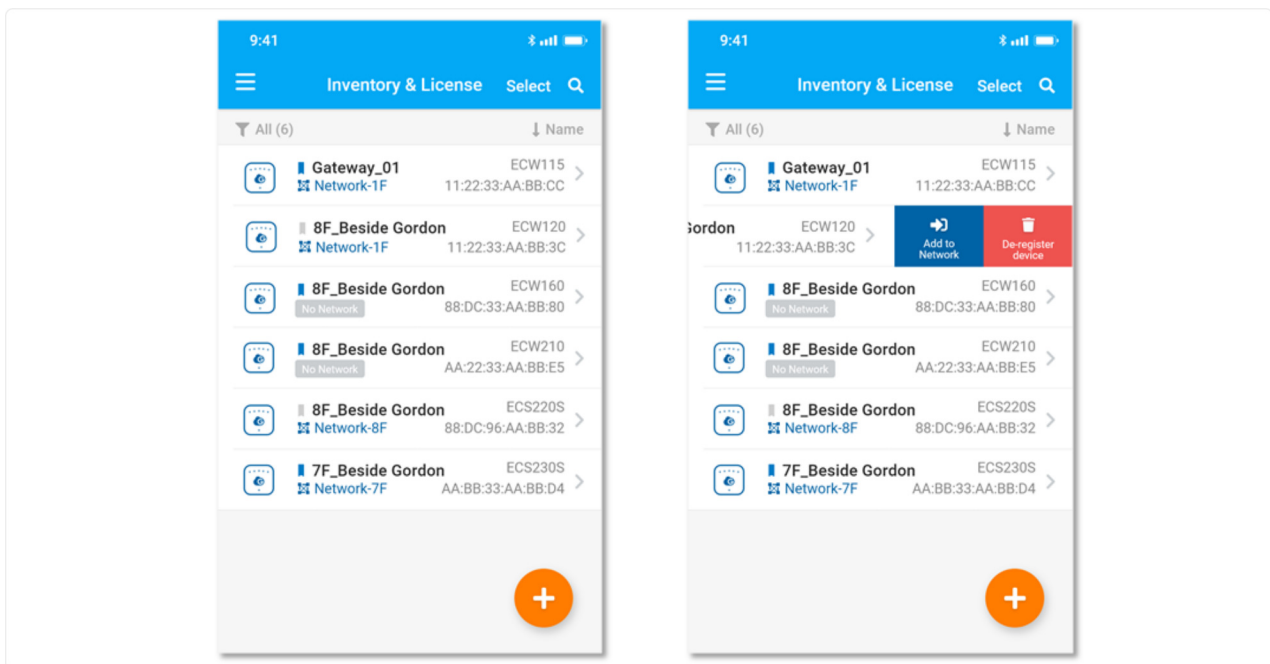 9:41
Inventory & License Select
All (6) Name
Gateway_01 ECW115
Network-1F 11:22:33:AA:BB:CC
8F_Beside Gordon ECW120
Network-1F 11:22:33:AA:BB:3C
8F_Beside Gordon ECW160
No Network 88:DC:33:AA:BB:80
8F_Beside Gordon ECW210
No Network AA:22:33:AA:BB:E5
8F_Beside Gordon ECS220S
Network-8F 88:DC:96:AA:BB:32
7F_Beside Gordon ECS230S
Network-7F AA:BB:33:AA:BB:D4
9:41
Inventory & License Select
All (6) Name
Gateway_01 ECW115
Network-1F 11:22:33:AA:BB:CC
Gordon ECW120
11:22:33:AA:BB:3C
Add to
Network
De-register
device
8F_Beside Gordon ECW160
No Network 88:DC:33:AA:BB:80
8F_Beside Gordon ECW210
No Network AA:22:33:AA:BB:E5
8F_Beside Gordon ECS220S
Network-8F 88:DC:96:AA:BB:32
7F_Beside Gordon ECS230S
Network-7F AA:BB:33:AA:BB:D4